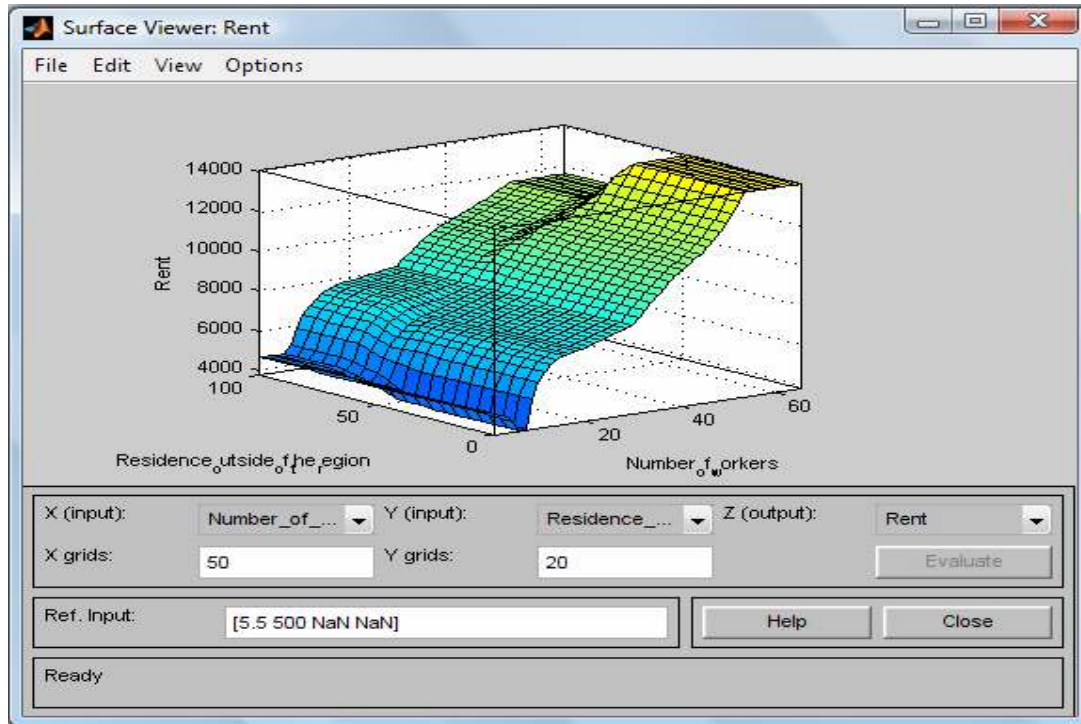 Surface Viewer: Rent
File Edit View Options
14000
12000
10000
8000
6000
4000
Rent
100
50
0
20
40
60
Residence_outside_of_the_region
Number_of_workers
X (input): Number_of_... Y (input): Residence_... Z (output): Rent
X grids: 50 Y grids: 20 Evaluate
Ref. Input: [5.5 500 NaN NaN] Help Close
Ready